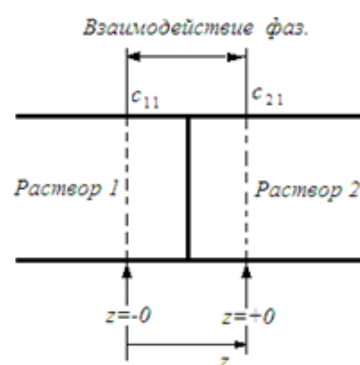 Взаимодействие фаз.
c11 c21
Раствор 1 Раствор 2
z=-0 z=+0
z